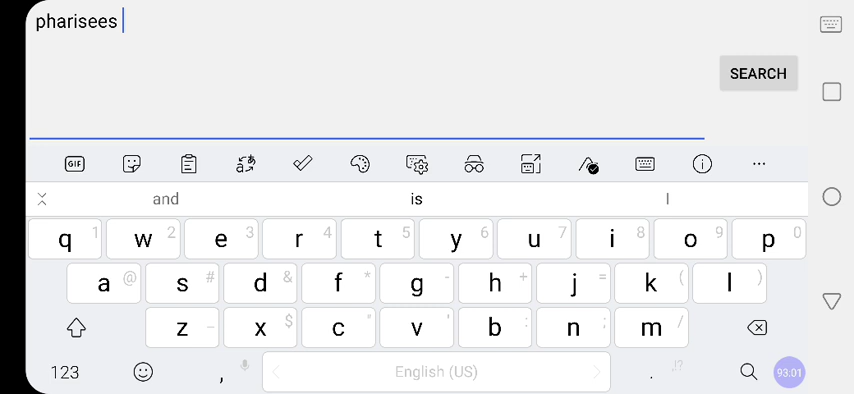 pharisees
SEARCH
GIF
and is I
q 1 w 2 e 3 r 4 t 5 y 6 u 7 i 8 o 9 p 0
a @ s # d & f * g - h + j = k ( l )
z _ x $ c " v ' b : n ; m /
123 , English (US) . .!? 93:01